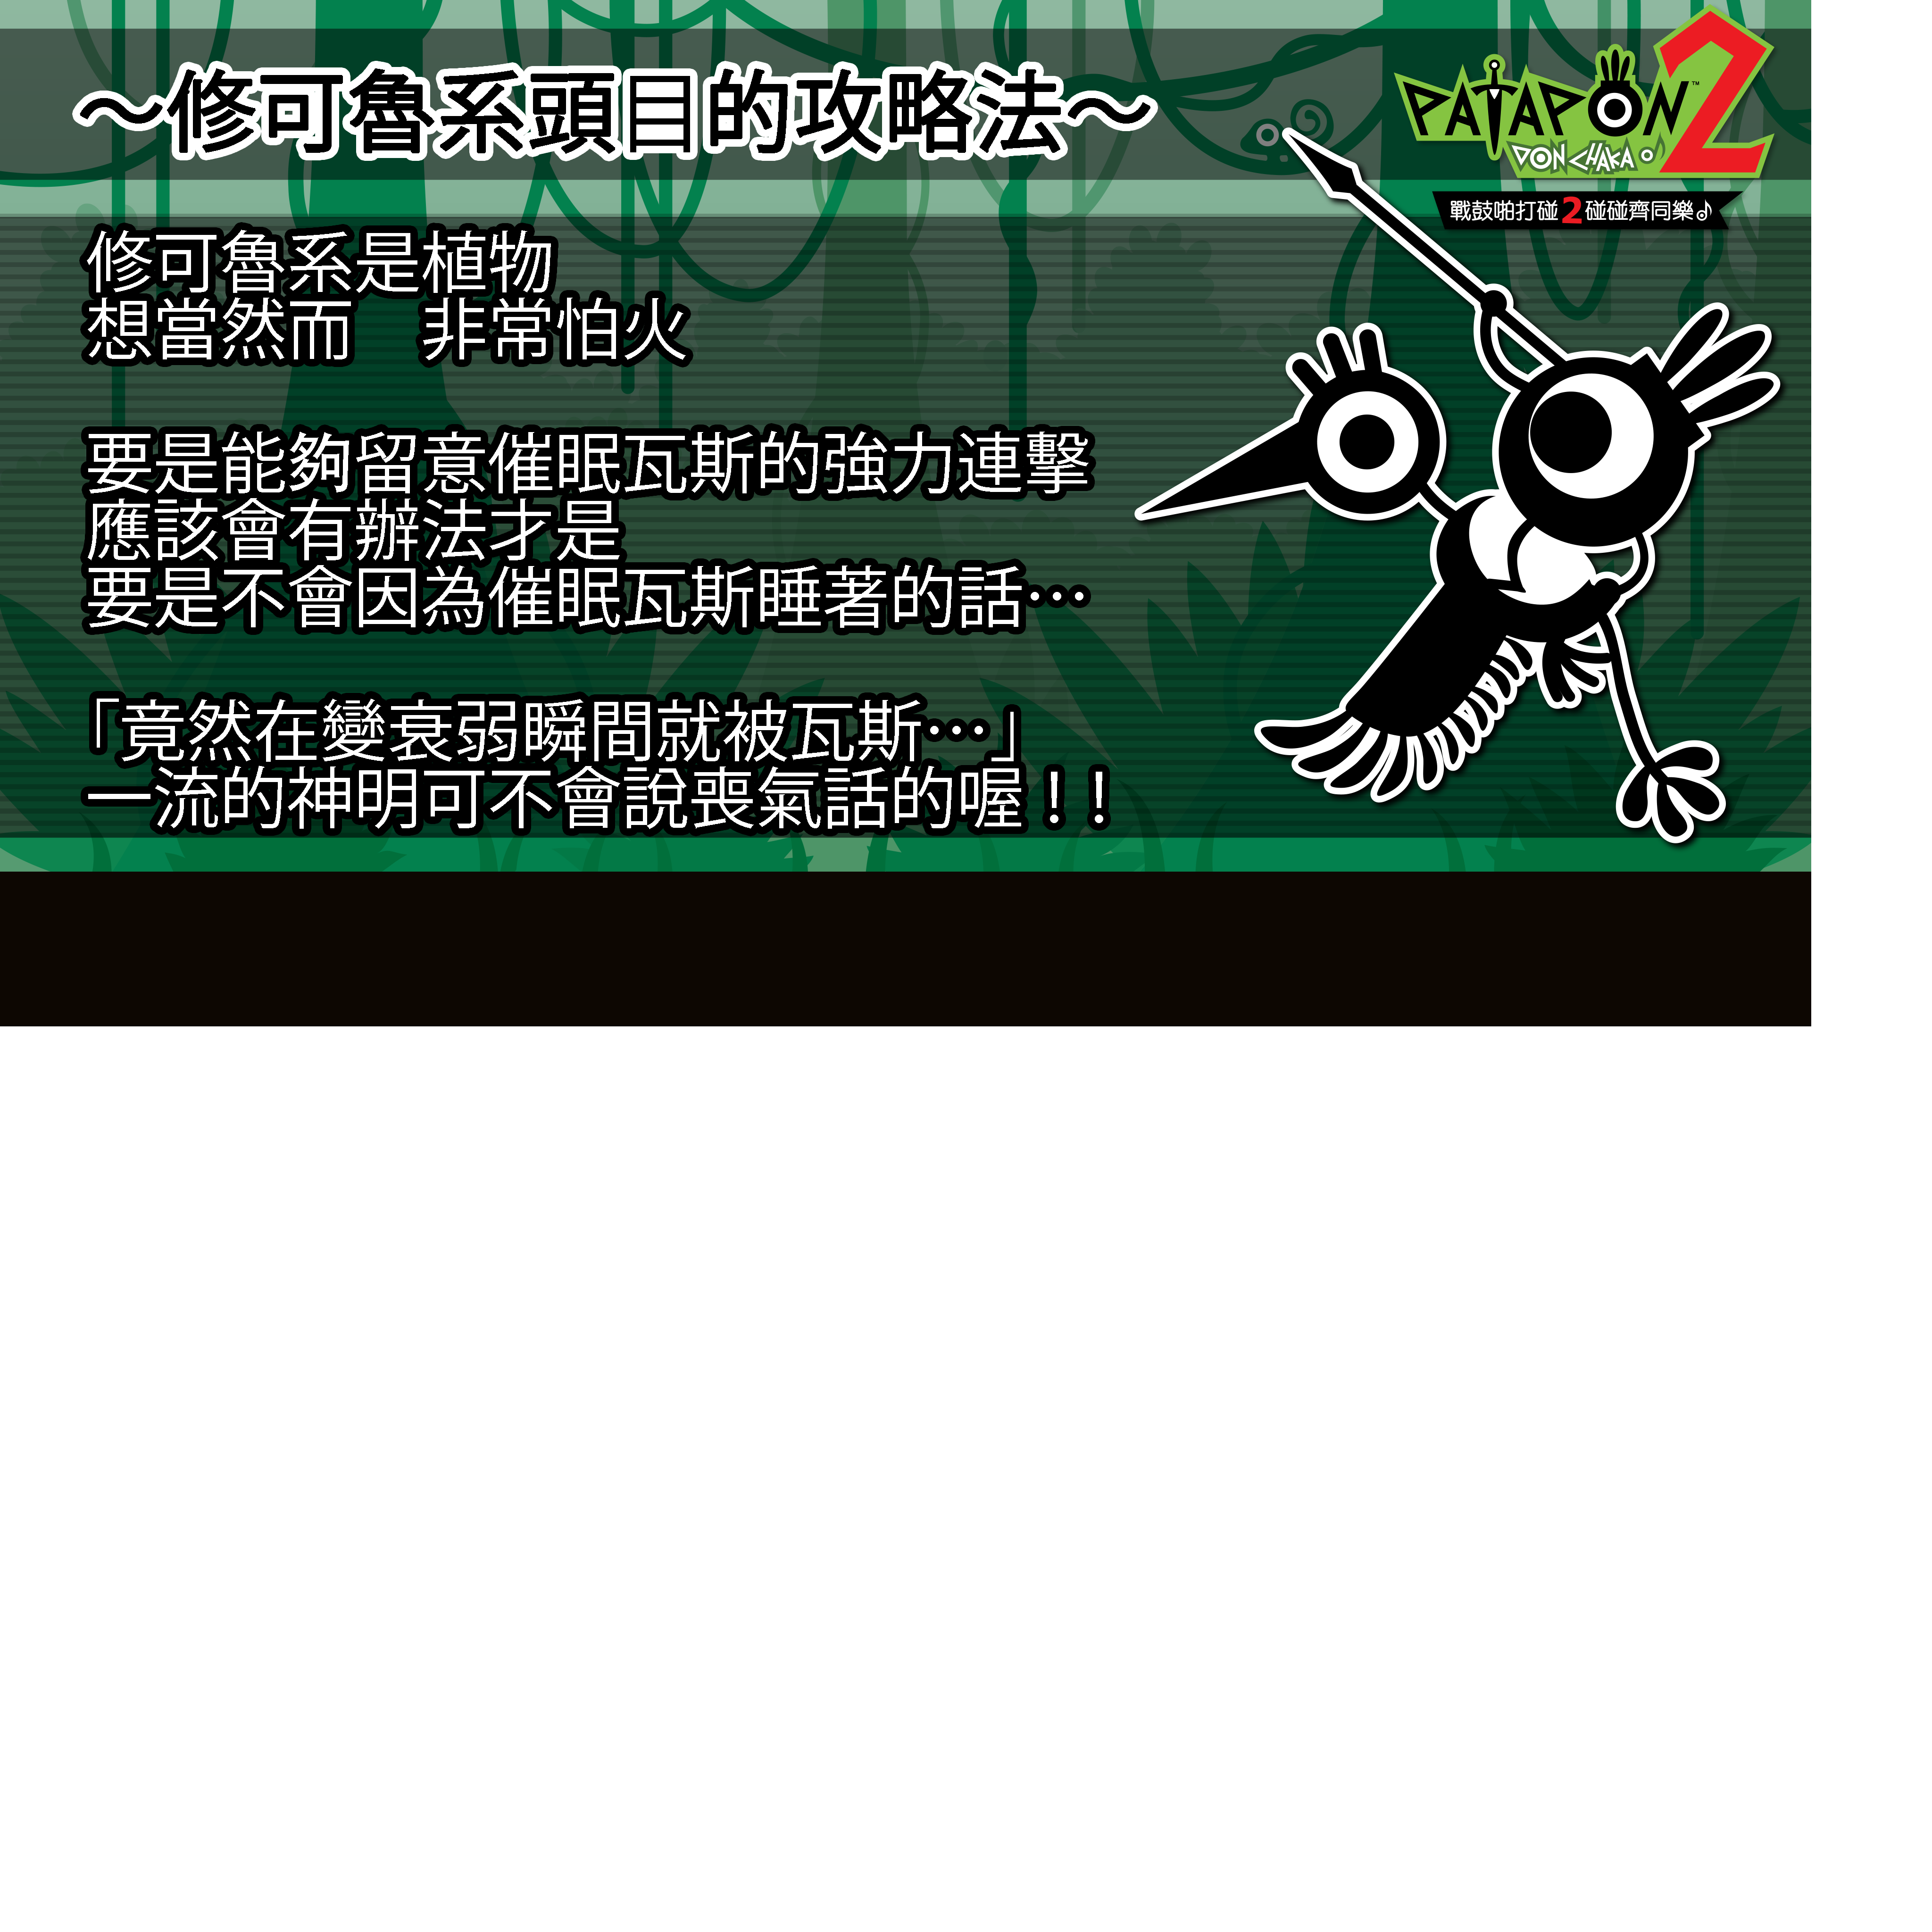 ～修可魯系頭目的攻略法～
PATAPON 2
DON CHAKA♪
戰鼓啪打碰2碰碰齊同樂♪
修可魯系是植物
想當然而　非常怕火
要是能夠留意催眠瓦斯的強力連擊
應該會有辦法才是
要是不會因為催眠瓦斯睡著的話…
「竟然在變衰弱瞬間就被瓦斯…」
一流的神明可不會說喪氣話的喔！！